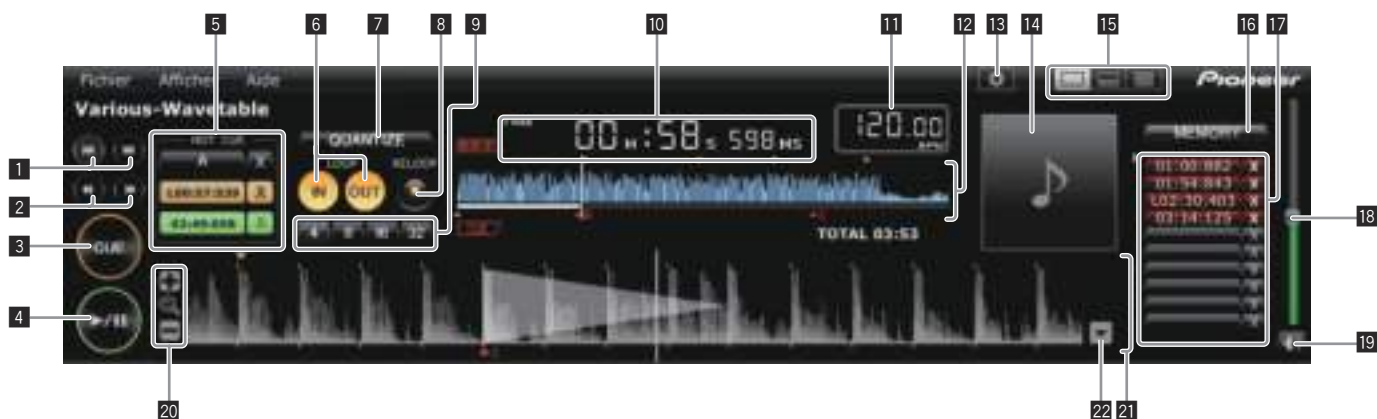 5 6 7 8 9 10 11 12 13 14 15 16 17
Fichier Afficher Aide
Pioneer
Various-Wavetable
HOT CUE
QUANTIZE
00 M :58 S 598 MS
120.00
BPM
MEMORY
1
A X
LOOP RELOOP
01:00:882 X
01:54:843 X
L02:30:403 X
03:14:125 X
IN OUT
X
2
X
4 8 16 32
TOTAL 03:53
18
3 CUE
4
19
20 22 21